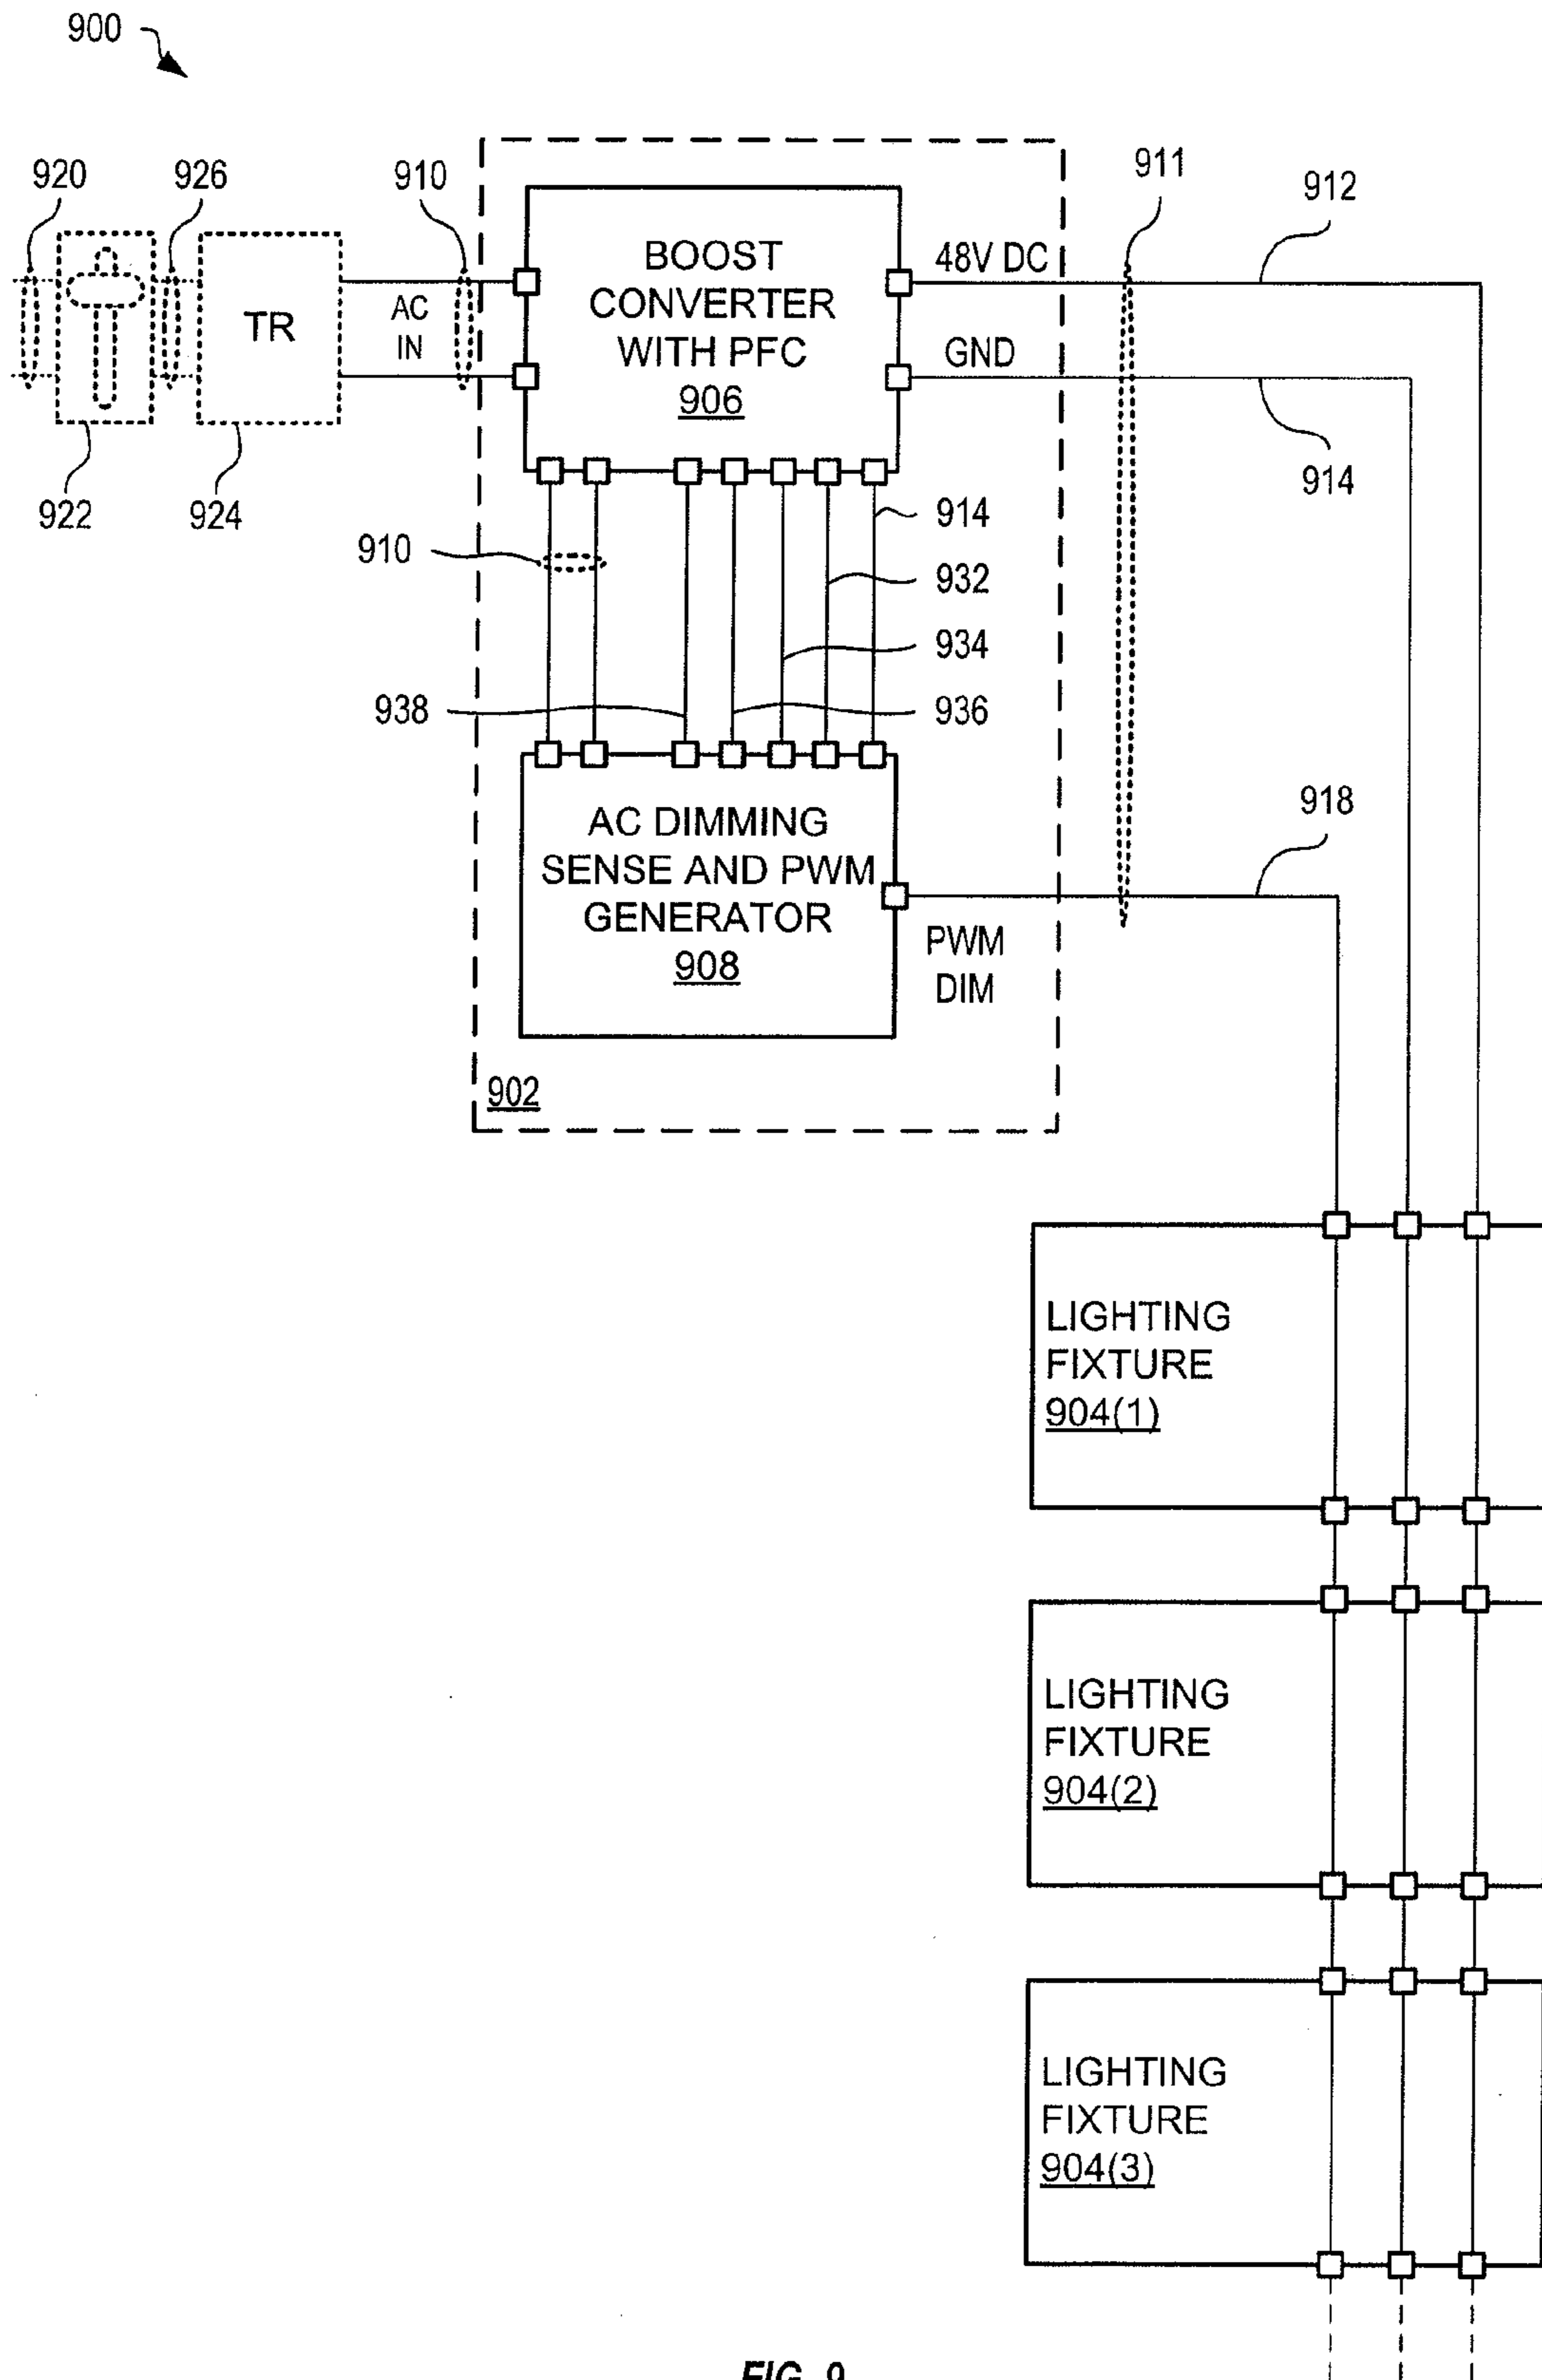 900
920
926
910
911
912
BOOST
CONVERTER
WITH PFC
906
48V DC
GND
AC
IN
TR
922
924
914
910
914
932
934
938
936
AC DIMMING
SENSE AND PWM
GENERATOR
908
918
PWM
DIM
902
LIGHTING
FIXTURE
904(1)
LIGHTING
FIXTURE
904(2)
LIGHTING
FIXTURE
904(3)
FIG. 9